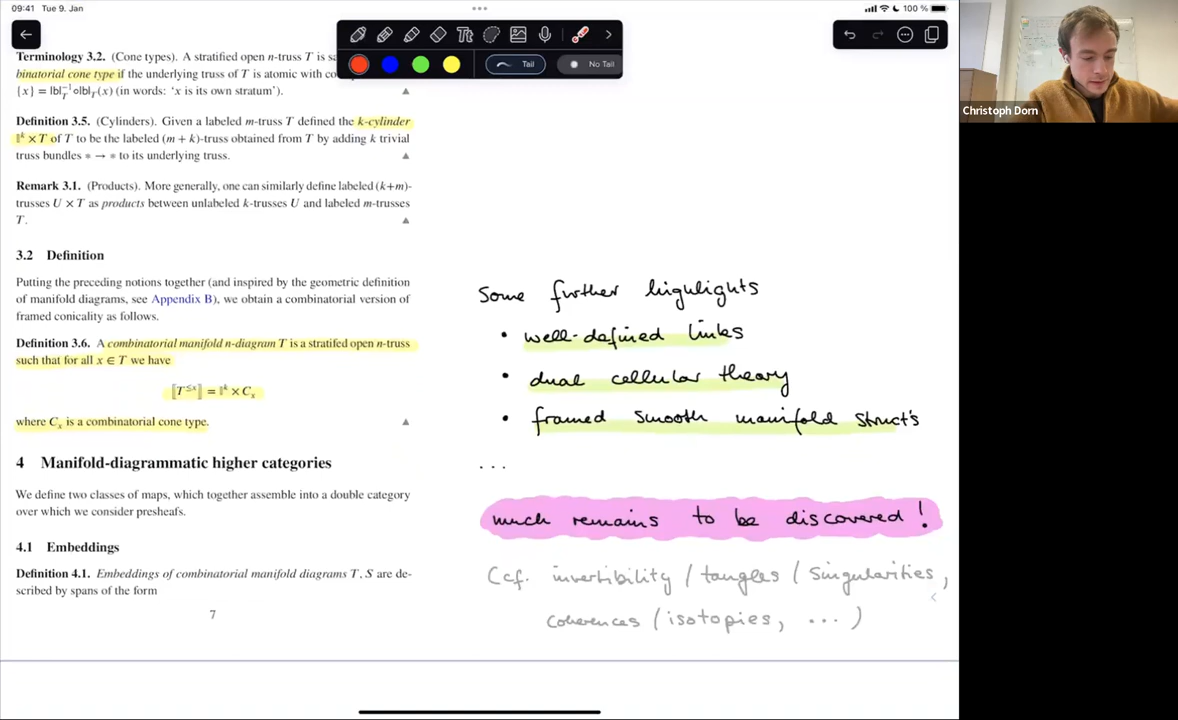 09:41 Tue 9. Jan
100 %
Tail
No Tail
Christoph Dorn
Terminology 3.2. (Cone types). A stratified open n-truss T is
binatorial cone type if the underlying truss of T is atomic with
(in words: ‘x is its own stratum’).
Definition 3.5. (Cylinders). Given a labeled m-truss T defined the k-cylinder
𝕀ᵏ × T of T to be the labeled (m + k)-truss obtained from T by adding k trivial
truss bundles ∗ → ∗ to its underlying truss. ▲
Remark 3.1. (Products). More generally, one can similarly define labeled (k+m)-
trusses U × T as products between unlabeled k-trusses U and labeled m-trusses
T. ▲
3.2 Definition
Putting the preceding notions together (and inspired by the geometric definition
of manifold diagrams, see Appendix B), we obtain a combinatorial version of
framed conicality as follows.
Definition 3.6. A combinatorial manifold n-diagram T is a stratifed open n-truss
such that for all x ∈ T we have
⟦T^≤x⟧ = 𝕀ᵏ × Cₓ
where Cₓ is a combinatorial cone type. ▲
4 Manifold-diagrammatic higher categories
We define two classes of maps, which together assemble into a double category
over which we consider presheafs.
4.1 Embeddings
Definition 4.1. Embeddings of combinatorial manifold diagrams T, S are de-
scribed by spans of the form
7
Some further highlights
• well-defined links
• dual cellular theory
• framed smooth manifold struct's
...
much remains to be discovered!
(cf. invertibility / tangles / singularities,
coherences (isotopies, ...)